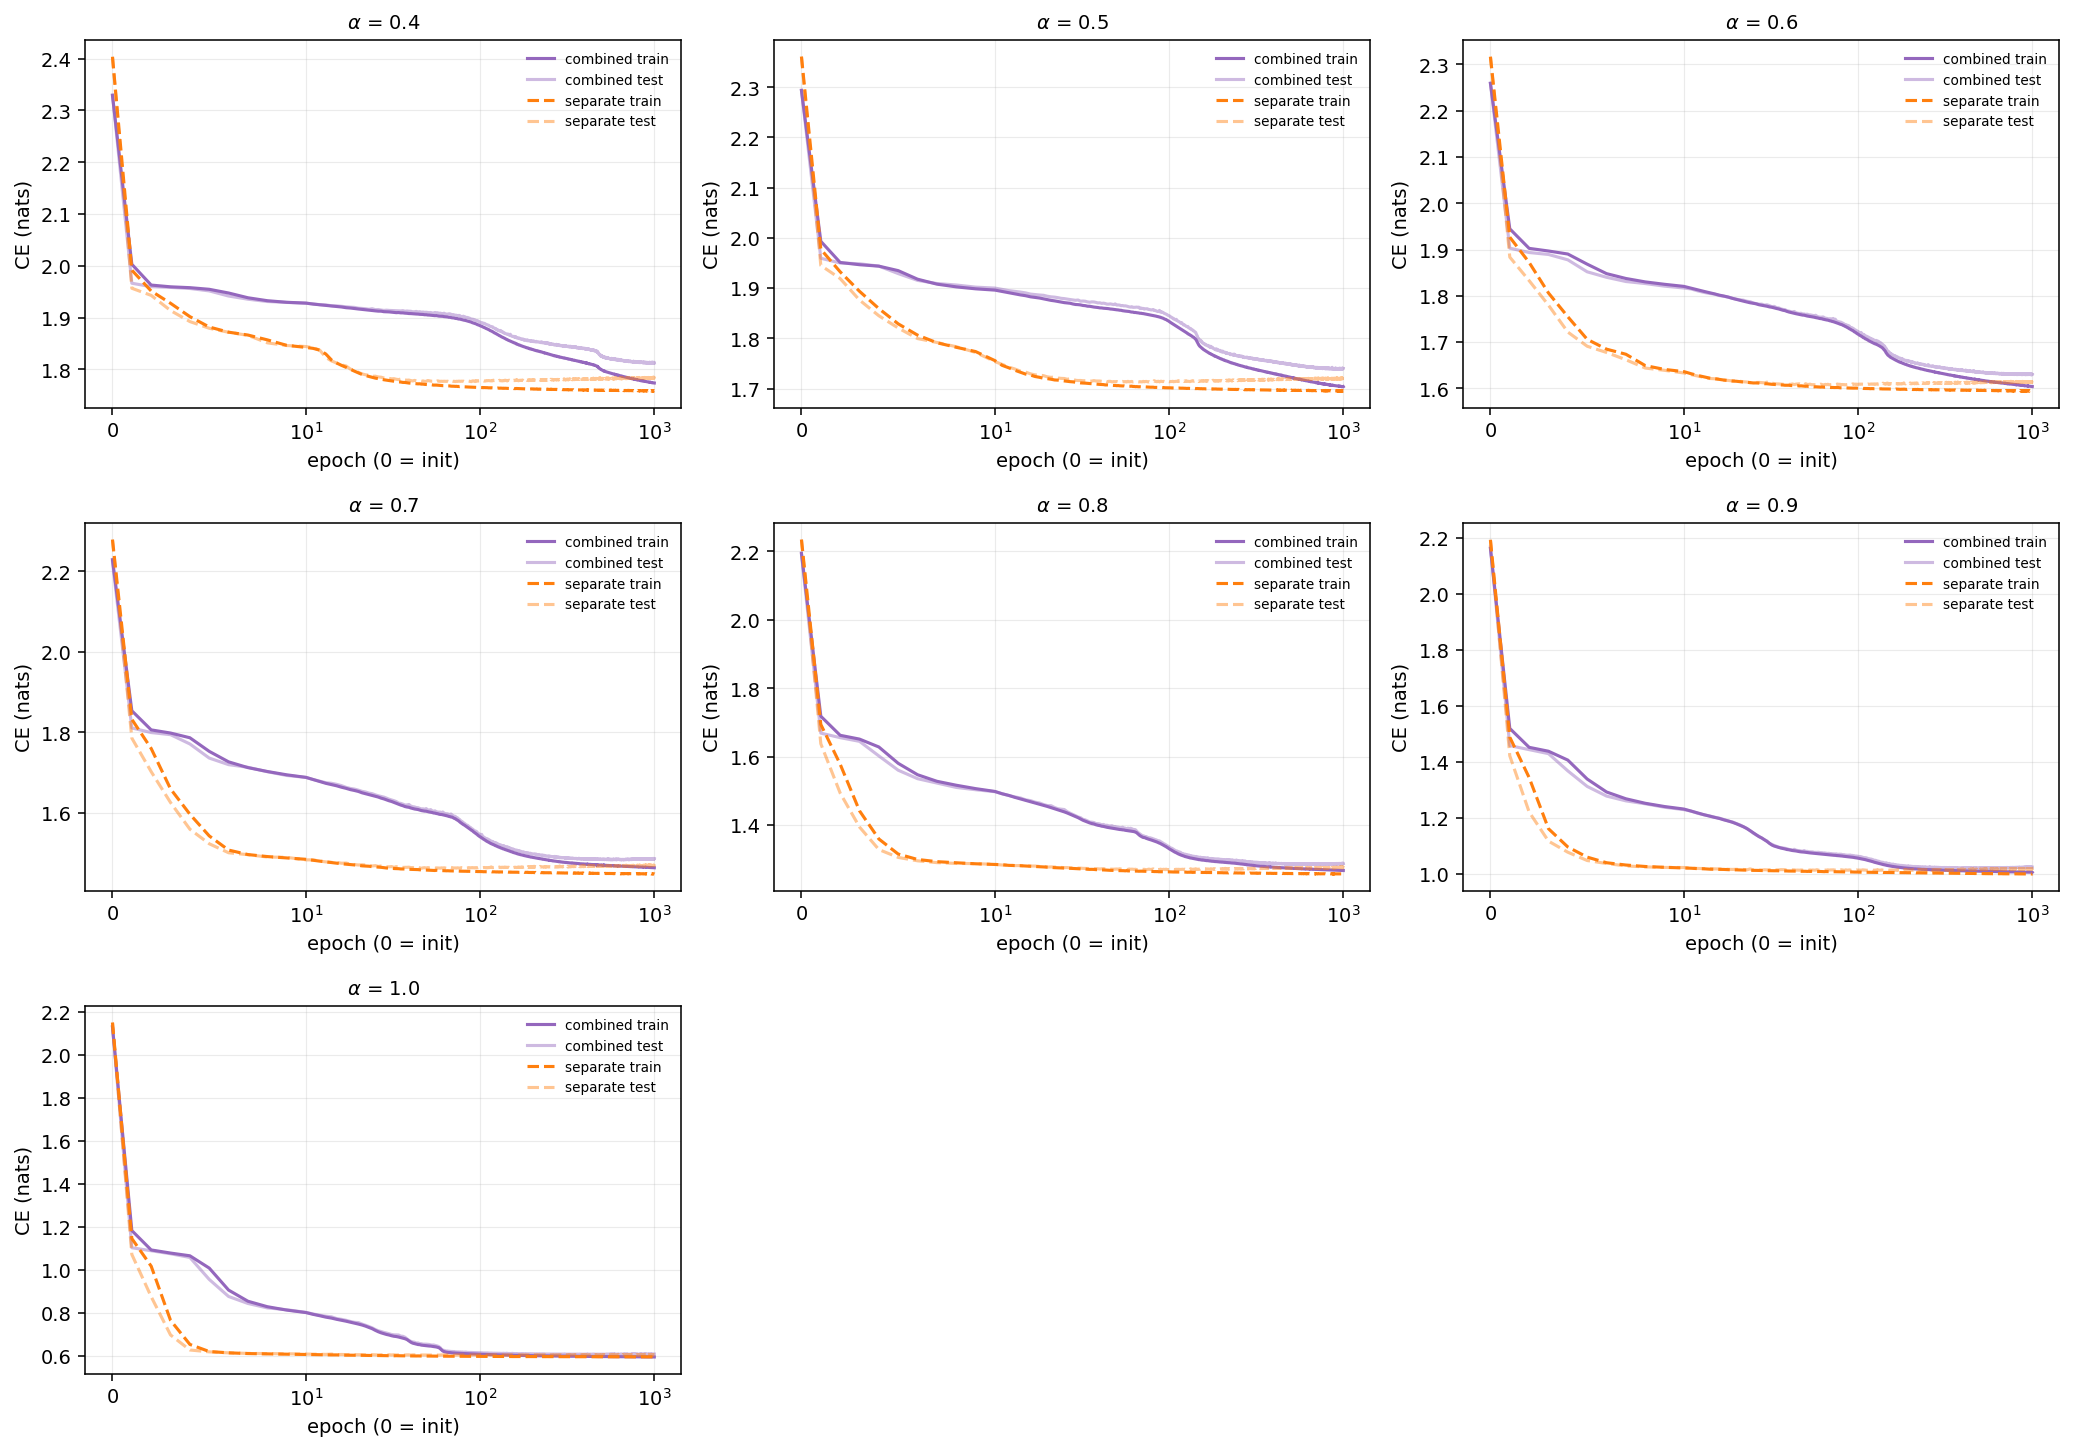 α = 0.4
2.4
2.3
2.2
2.1
2.0
1.9
1.8
CE (nats)
combined train
combined test
separate train
separate test
0 10¹ 10² 10³
epoch (0 = init)
α = 0.5
2.3
2.2
2.1
2.0
1.9
1.8
1.7
CE (nats)
combined train
combined test
separate train
separate test
0 10¹ 10² 10³
epoch (0 = init)
α = 0.6
2.3
2.2
2.1
2.0
1.9
1.8
1.7
1.6
CE (nats)
combined train
combined test
separate train
separate test
0 10¹ 10² 10³
epoch (0 = init)
α = 0.7
2.2
2.0
1.8
1.6
CE (nats)
combined train
combined test
separate train
separate test
0 10¹ 10² 10³
epoch (0 = init)
α = 0.8
2.2
2.0
1.8
1.6
1.4
CE (nats)
combined train
combined test
separate train
separate test
0 10¹ 10² 10³
epoch (0 = init)
α = 0.9
2.2
2.0
1.8
1.6
1.4
1.2
1.0
CE (nats)
combined train
combined test
separate train
separate test
0 10¹ 10² 10³
epoch (0 = init)
α = 1.0
2.2
2.0
1.8
1.6
1.4
1.2
1.0
0.8
0.6
CE (nats)
combined train
combined test
separate train
separate test
0 10¹ 10² 10³
epoch (0 = init)